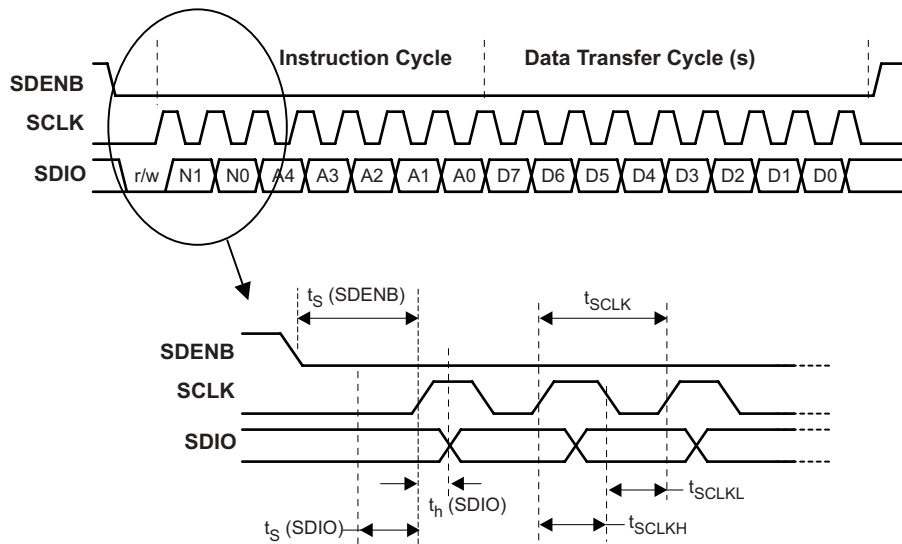 Instruction Cycle Data Transfer Cycle (s)
SDENB
SCLK
SDIO r/w N1 N0 A4 A3 A2 A1 A0 D7 D6 D5 D4 D3 D2 D1 D0
tS (SDENB) tSCLK
SDENB
SCLK
SDIO
th (SDIO) tSCLKL
tS (SDIO) tSCLKH